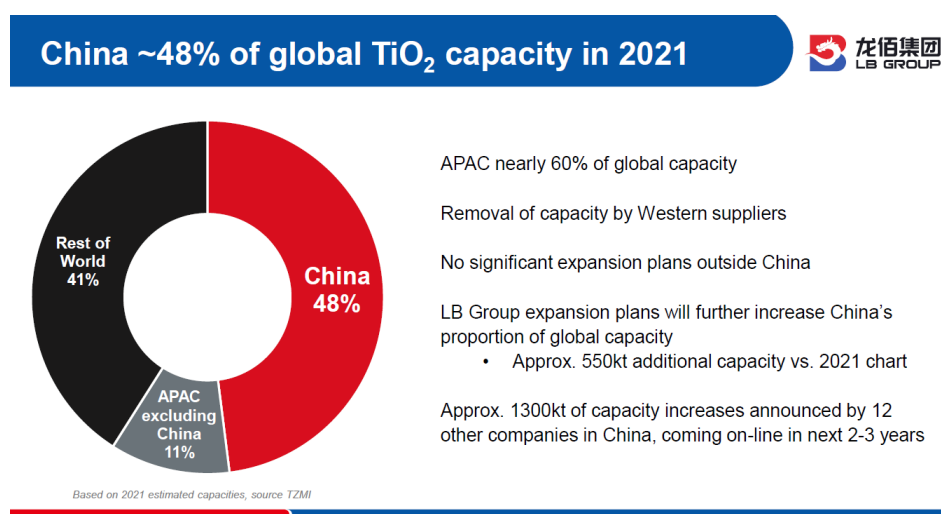 China ~48% of global TiO₂ capacity in 2021
龙佰集团
LB GROUP
Rest of
World
41%
China
48%
APAC
excluding
China
11%
APAC nearly 60% of global capacity
Removal of capacity by Western suppliers
No significant expansion plans outside China
LB Group expansion plans will further increase China's
proportion of global capacity
• Approx. 550kt additional capacity vs. 2021 chart
Approx. 1300kt of capacity increases announced by 12
other companies in China, coming on-line in next 2-3 years
Based on 2021 estimated capacities, source TZMI